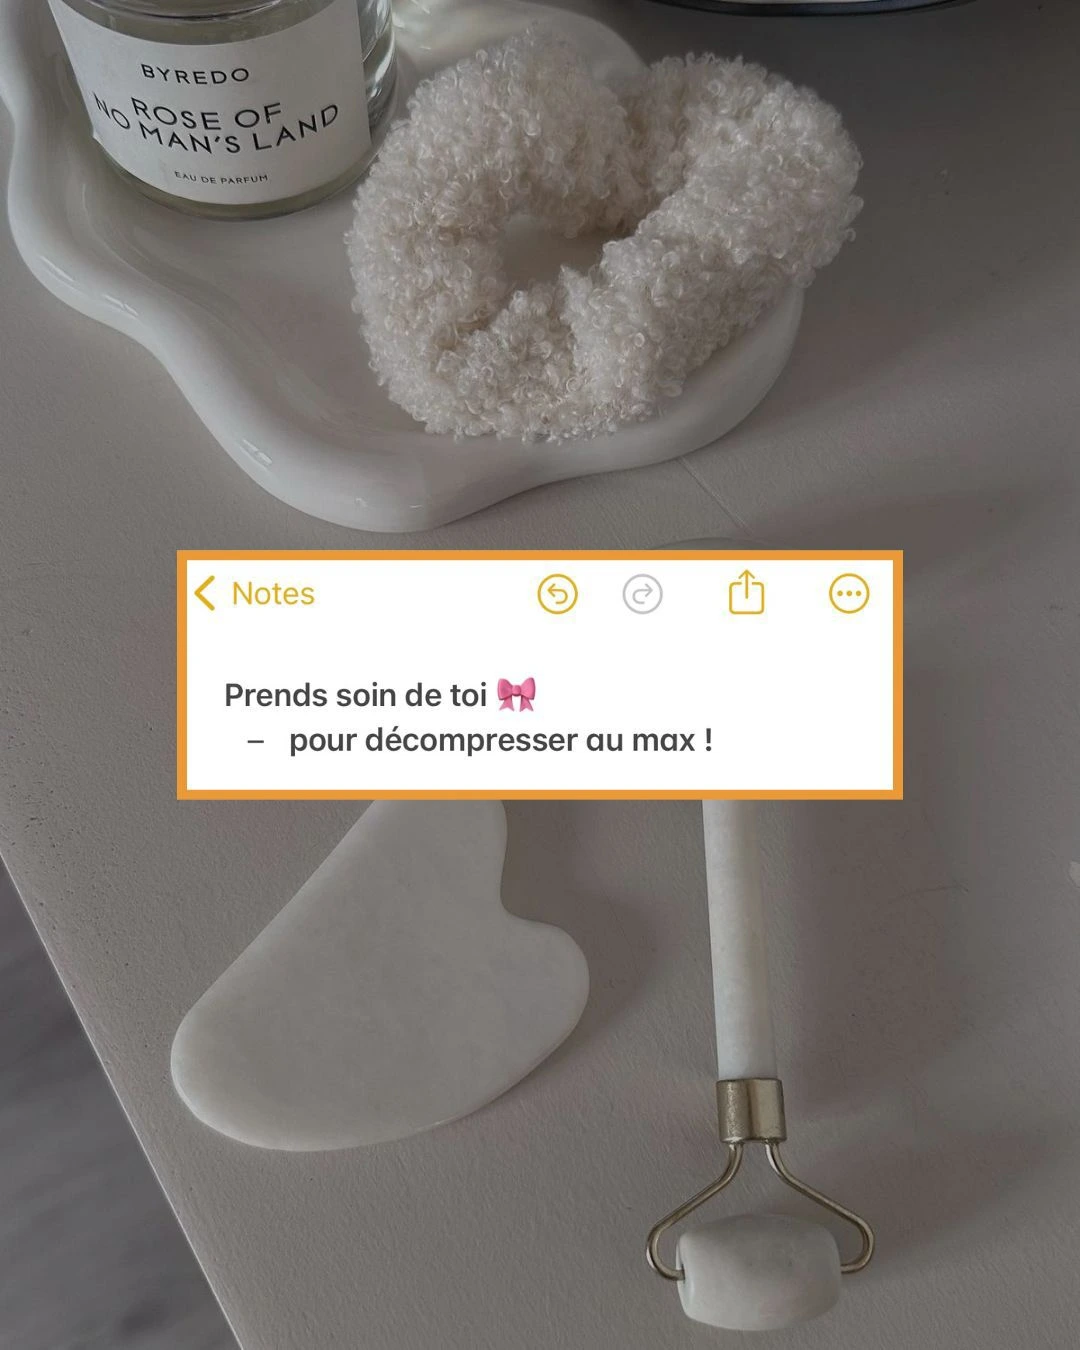 BYREDO
ROSE OF
NO MAN'S LAND
EAU DE PARFUM
Notes
Prends soin de toi 🎀
– pour décompresser au max !